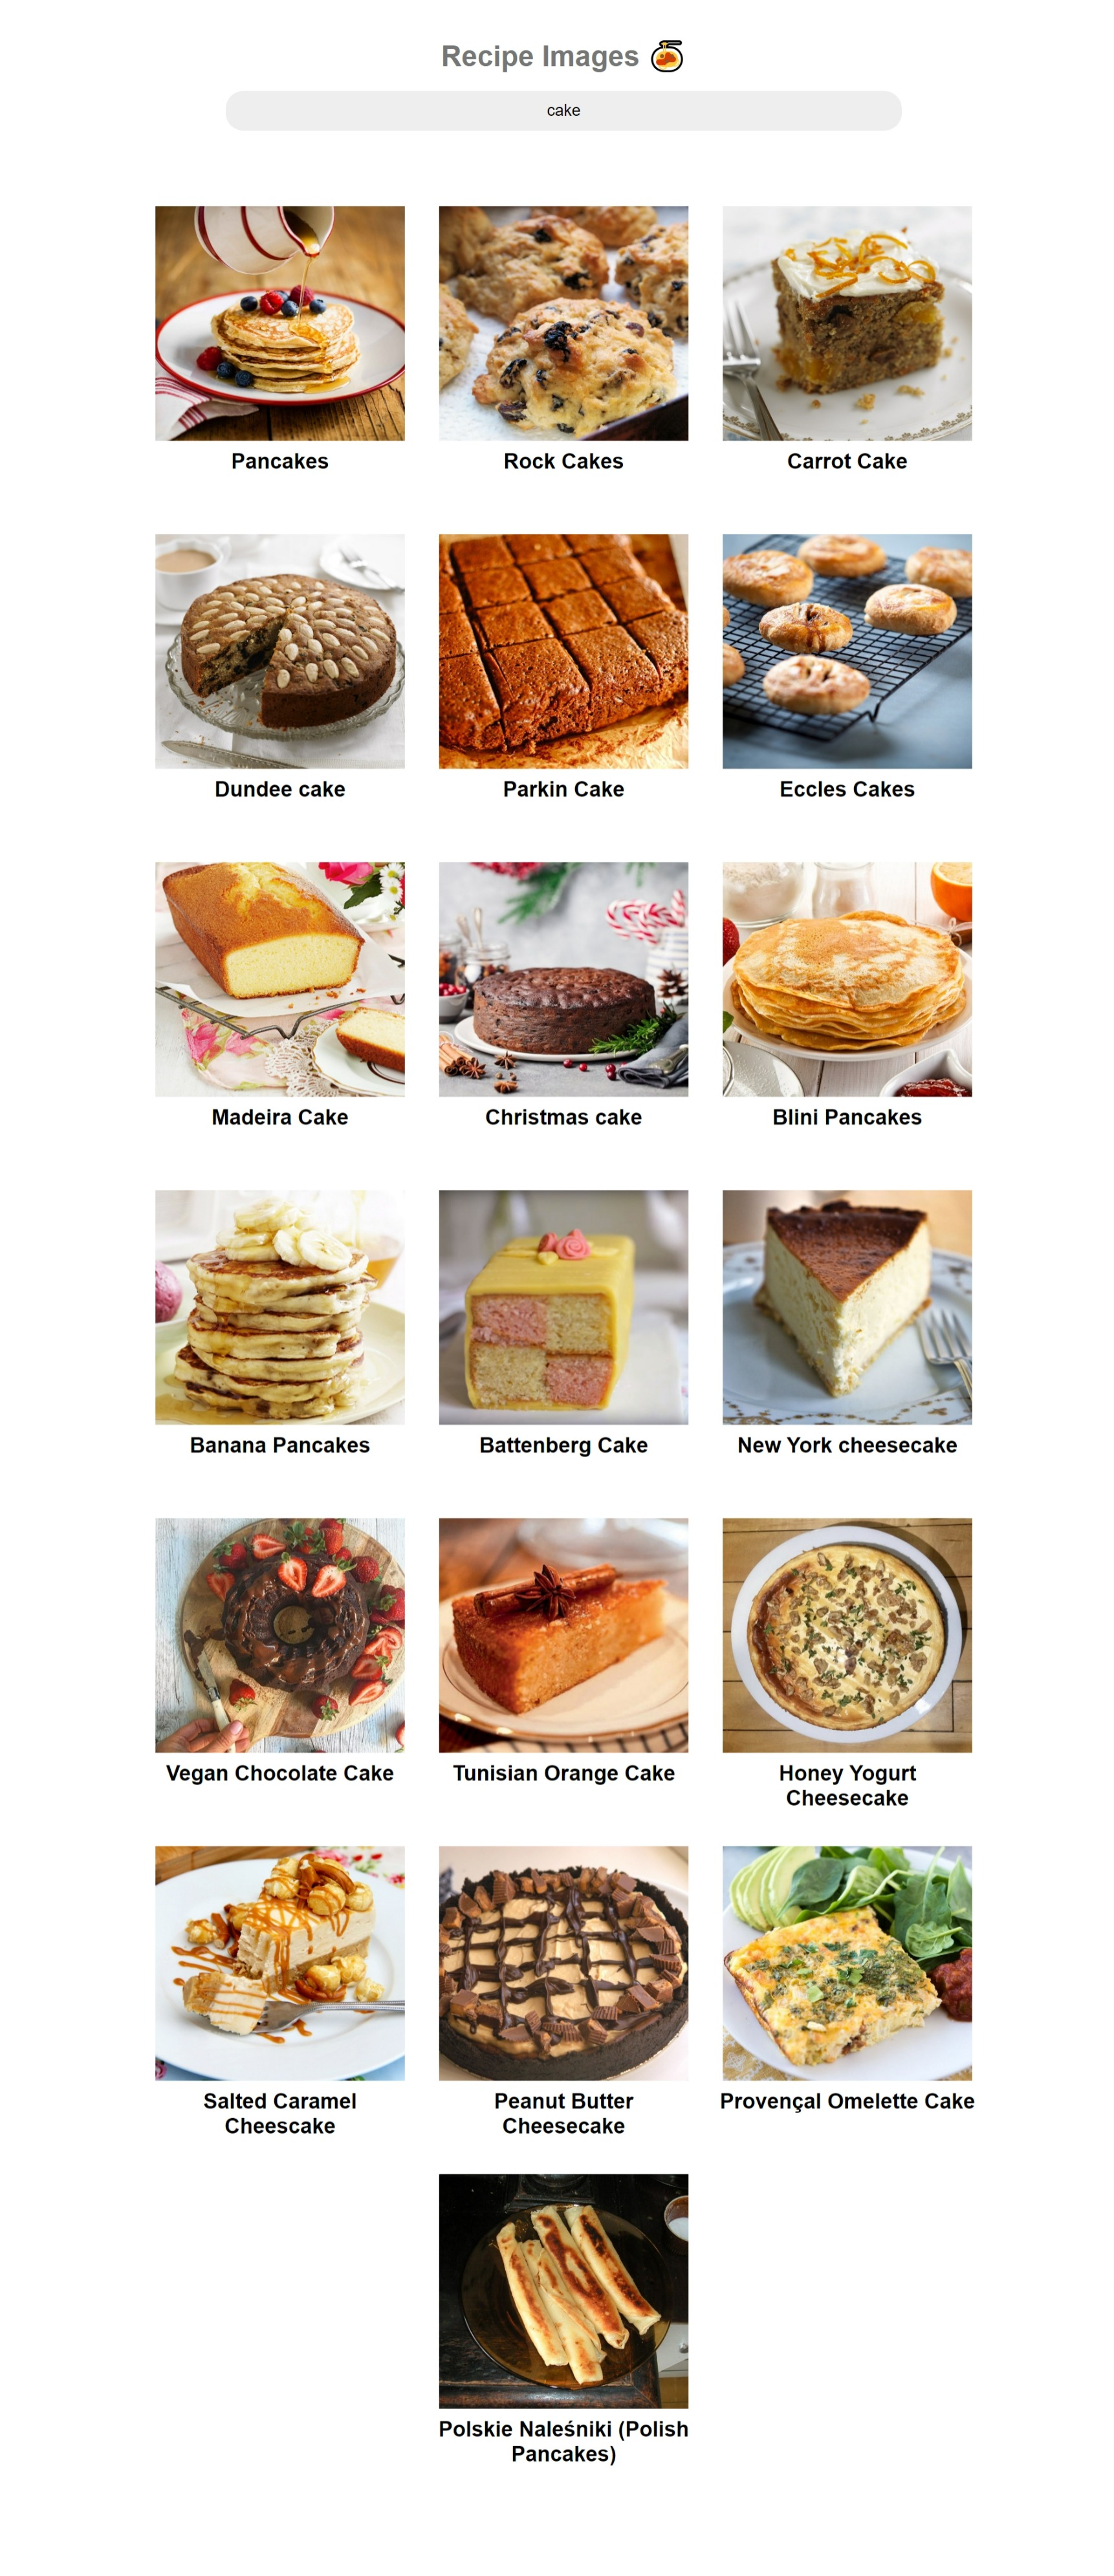 Recipe Images
cake
Pancakes
Rock Cakes
Carrot Cake
Dundee cake
Parkin Cake
Eccles Cakes
Madeira Cake
Christmas cake
Blini Pancakes
Banana Pancakes
Battenberg Cake
New York cheesecake
Vegan Chocolate Cake
Tunisian Orange Cake
Honey Yogurt
Cheesecake
Salted Caramel
Cheescake
Peanut Butter
Cheesecake
Provençal Omelette Cake
Polskie Naleśniki (Polish
Pancakes)